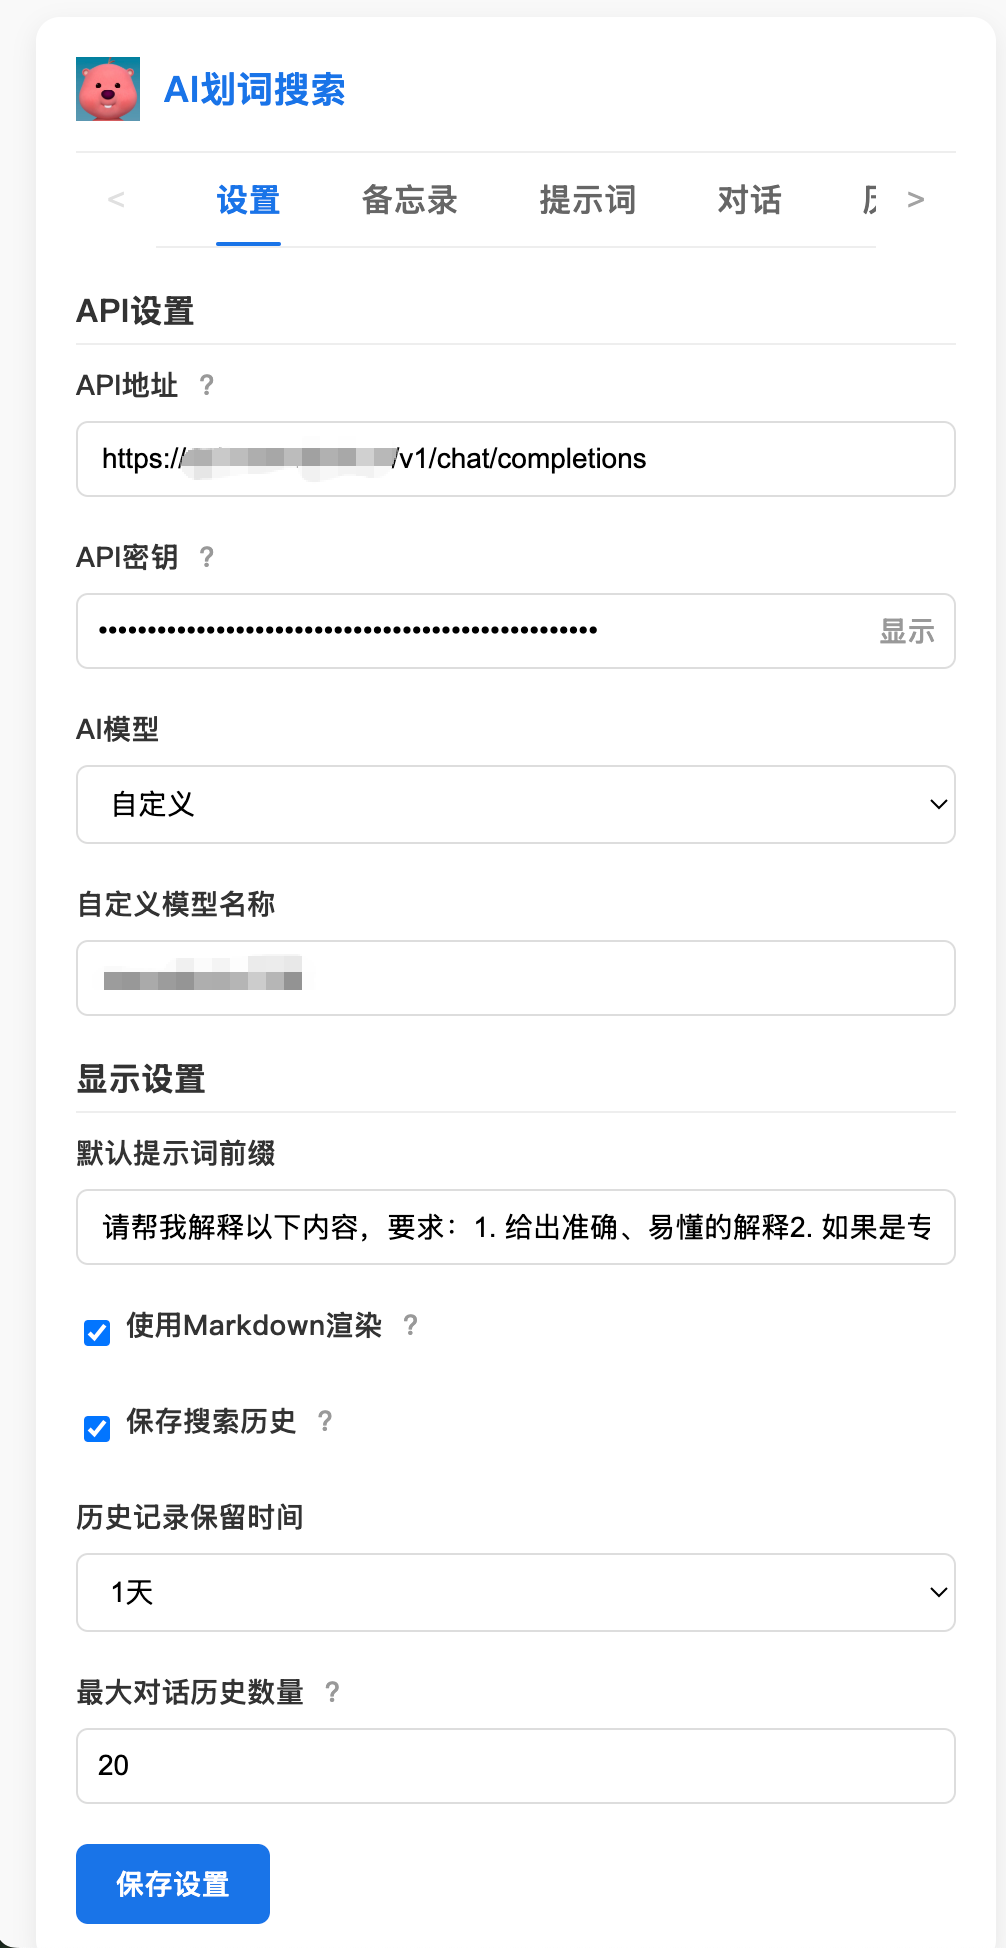 AI划词搜索
<
设置
备忘录
提示词
对话
>
API设置
API地址 ?
https:// /v1/chat/completions
API密钥 ?
••••••••••••••••••••••••••••••••••••••••••••••••••• 显示
AI模型
自定义
自定义模型名称
显示设置
默认提示词前缀
请帮我解释以下内容，要求：1. 给出准确、易懂的解释2. 如果是专
使用Markdown渲染 ?
保存搜索历史 ?
历史记录保留时间
1天
最大对话历史数量 ?
20
保存设置